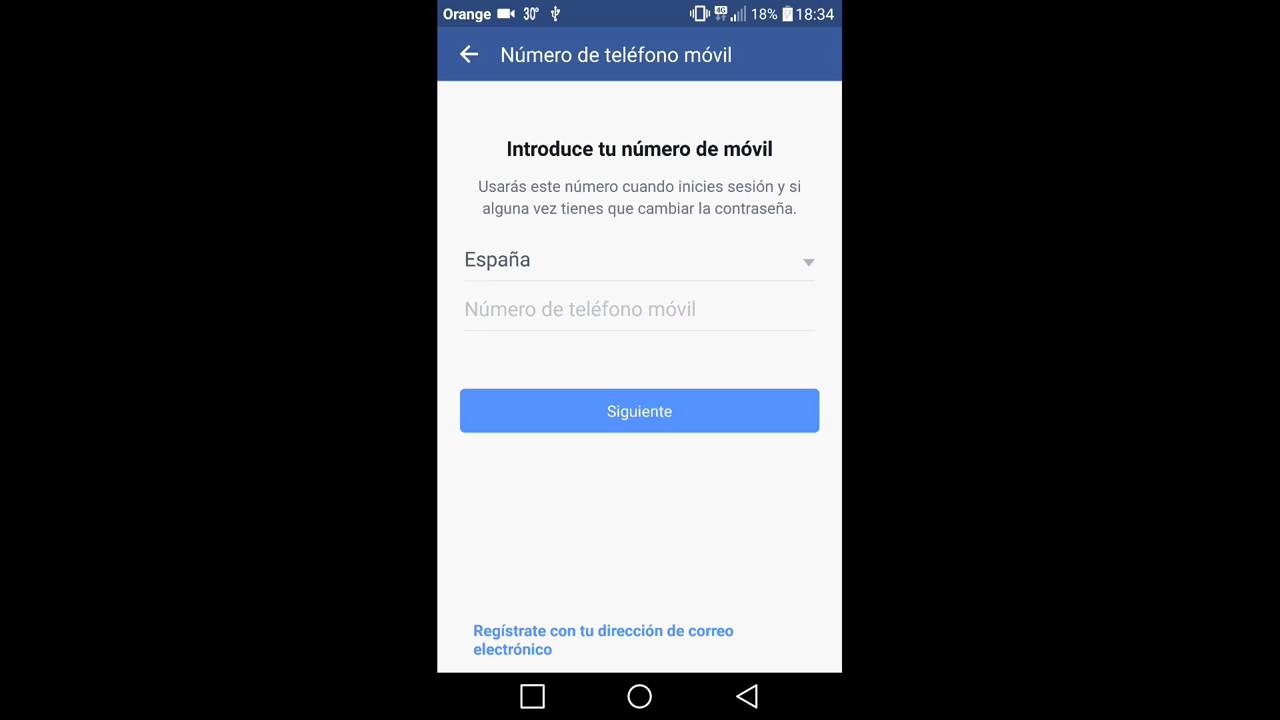 Orange 30° 4G 18% 18:34
Número de teléfono móvil
Introduce tu número de móvil
Usarás este número cuando inicies sesión y si
alguna vez tienes que cambiar la contraseña.
España
Número de teléfono móvil
Siguiente
Regístrate con tu dirección de correo
electrónico